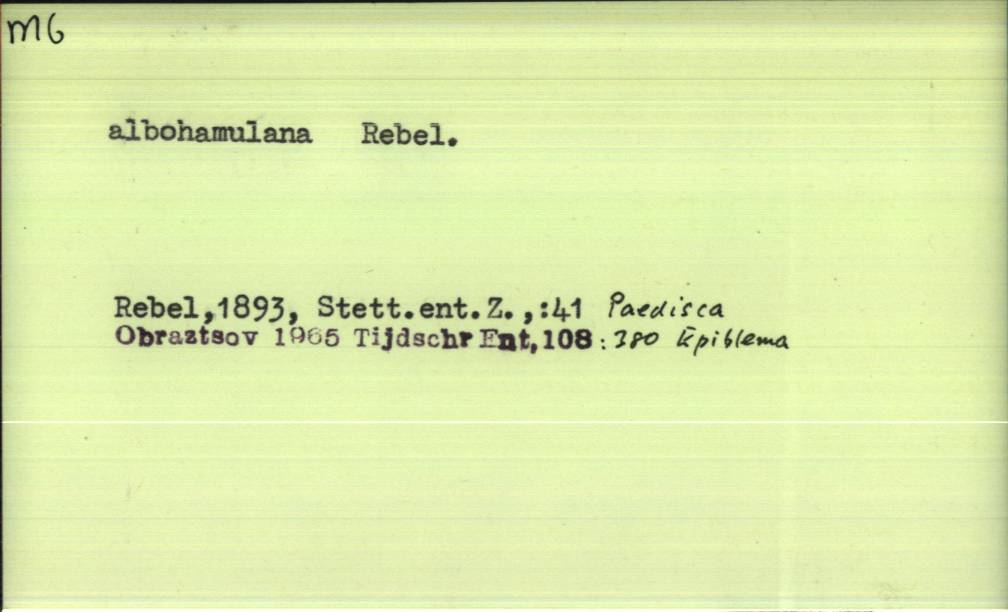 m6
albohamulana Rebel.
Rebel,1893, Stett.ent.Z.,:41 Paedisca
Obraztsov 1965 Tijdschr Ent,108:380 Epiblema